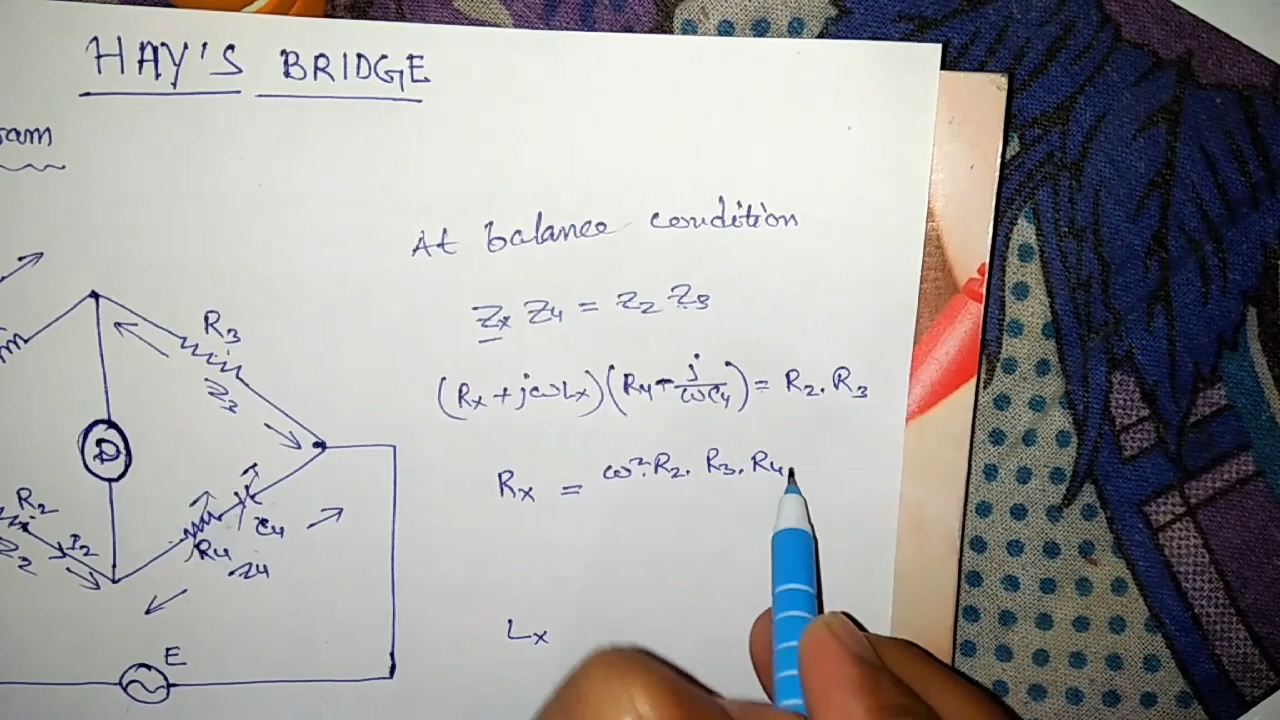 HAY'S BRIDGE
ram
At balance condition
Zx Z4 = Z2 Z3
(Rx + jωLx)(R4 - j/ωC4) = R2 . R3
Rx = ω². R2 . R3 . R4
Lx
R3
Z3
D
R2
Z2
I2
C4
R4
Z4
E